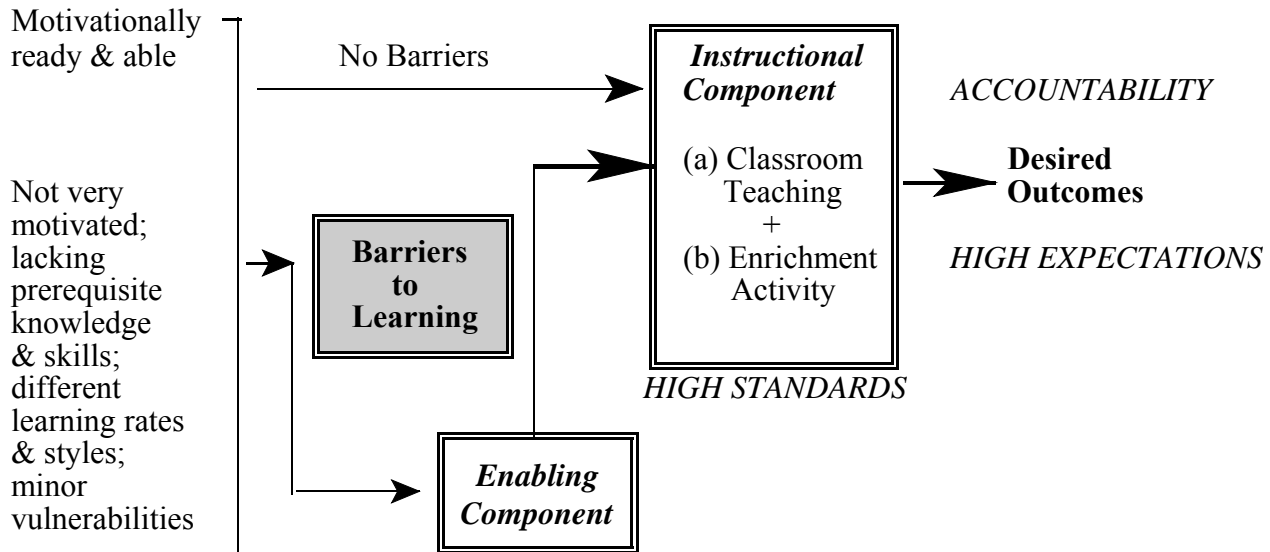 Motivationally
ready & able
No Barriers
Instructional
Component
(a) Classroom
Teaching
+
(b) Enrichment
Activity
HIGH STANDARDS
ACCOUNTABILITY
Desired
Outcomes
HIGH EXPECTATIONS
Not very
motivated;
lacking
prerequisite
knowledge
& skills;
different
learning rates
& styles;
minor
vulnerabilities
Barriers
to
Learning
Enabling
Component